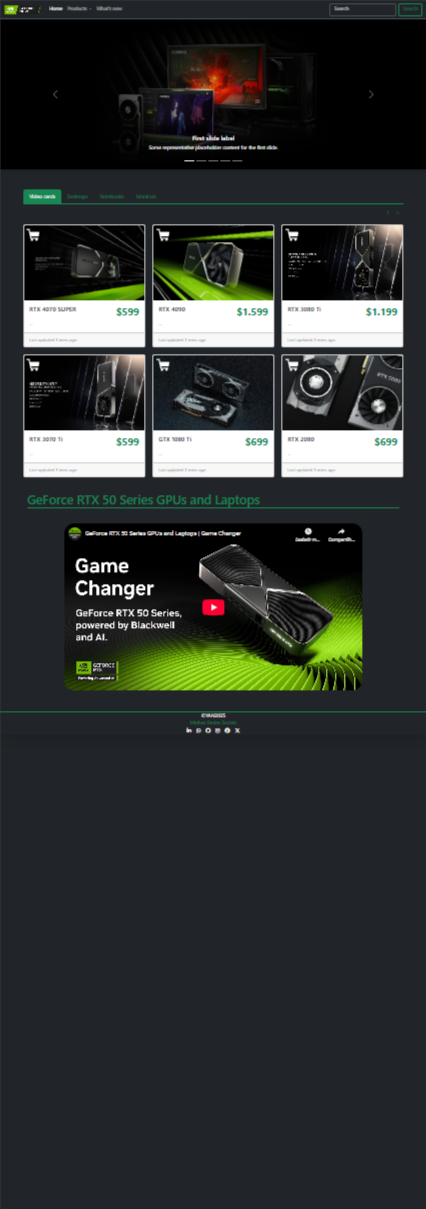 Home Products What's new Search Search
First slide label
Some representative placeholder content for the first slide.
Video cards Desktops Notebooks Monitors
RTX 4070 SUPER $599
...
Last updated 3 mins ago
RTX 4090 $1.599
...
Last updated 3 mins ago
RTX 3080 Ti $1.199
...
Last updated 3 mins ago
RTX 3070 Ti $599
...
Last updated 3 mins ago
GTX 1080 Ti $699
...
Last updated 3 mins ago
RTX 2080 $699
...
Last updated 3 mins ago
GeForce RTX 50 Series GPUs and Laptops
GeForce RTX 50 Series GPUs and Laptops | Game Changer
Game
Changer
GeForce RTX 50 Series,
powered by Blackwell
and AI.
GEFORCE
RTX